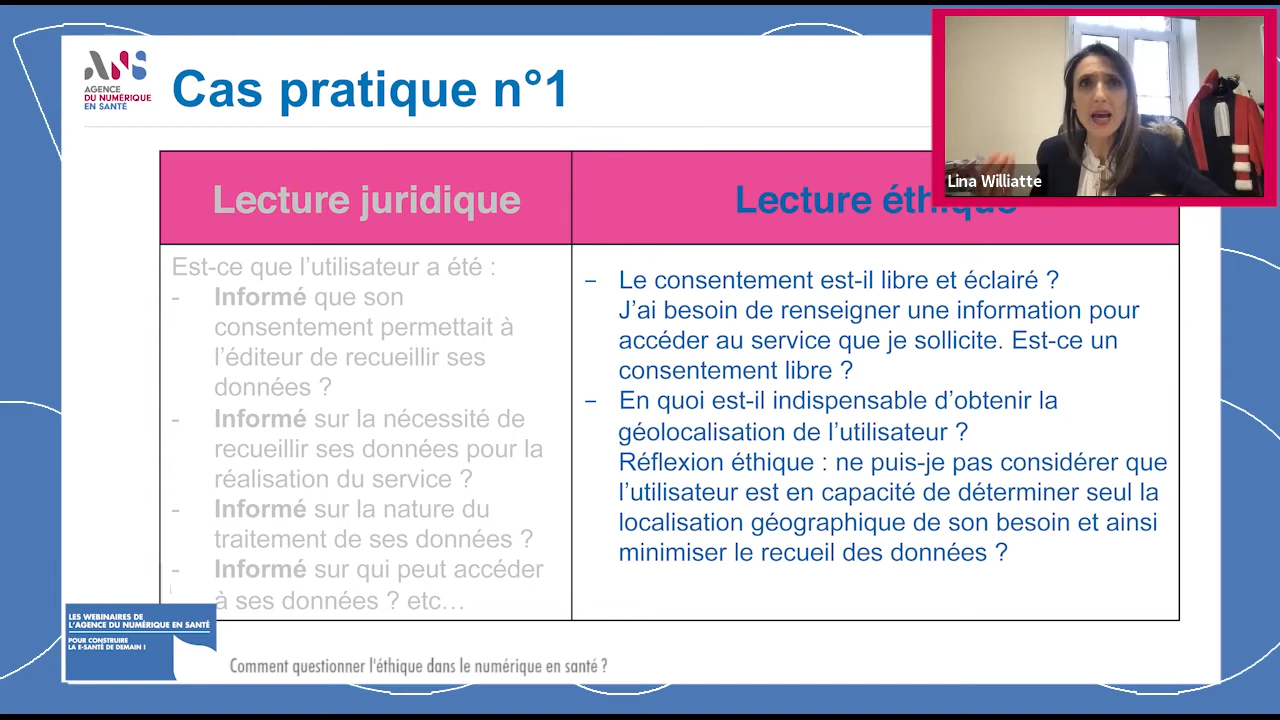 ANS
AGENCE
DU NUMÉRIQUE
EN SANTÉ
Cas pratique n°1
Lina Williatte
Lecture juridique
Lecture éthique
Est-ce que l’utilisateur a été :
- Informé que son
consentement permettait à
l’éditeur de recueillir ses
données ?
- Informé sur la nécessité de
recueillir ses données pour la
réalisation du service ?
- Informé sur la nature du
traitement de ses données ?
- Informé sur qui peut accéder
à ses données ? etc…
– Le consentement est-il libre et éclairé ?
J’ai besoin de renseigner une information pour
accéder au service que je sollicite. Est-ce un
consentement libre ?
– En quoi est-il indispensable d’obtenir la
géolocalisation de l’utilisateur ?
Réflexion éthique : ne puis-je pas considérer que
l’utilisateur est en capacité de déterminer seul la
localisation géographique de son besoin et ainsi
minimiser le recueil des données ?
LES WEBINAIRES DE
L’AGENCE DU NUMÉRIQUE EN SANTÉ
POUR CONSTRUIRE
LA E-SANTÉ DE DEMAIN !
Comment questionner l'éthique dans le numérique en santé ?